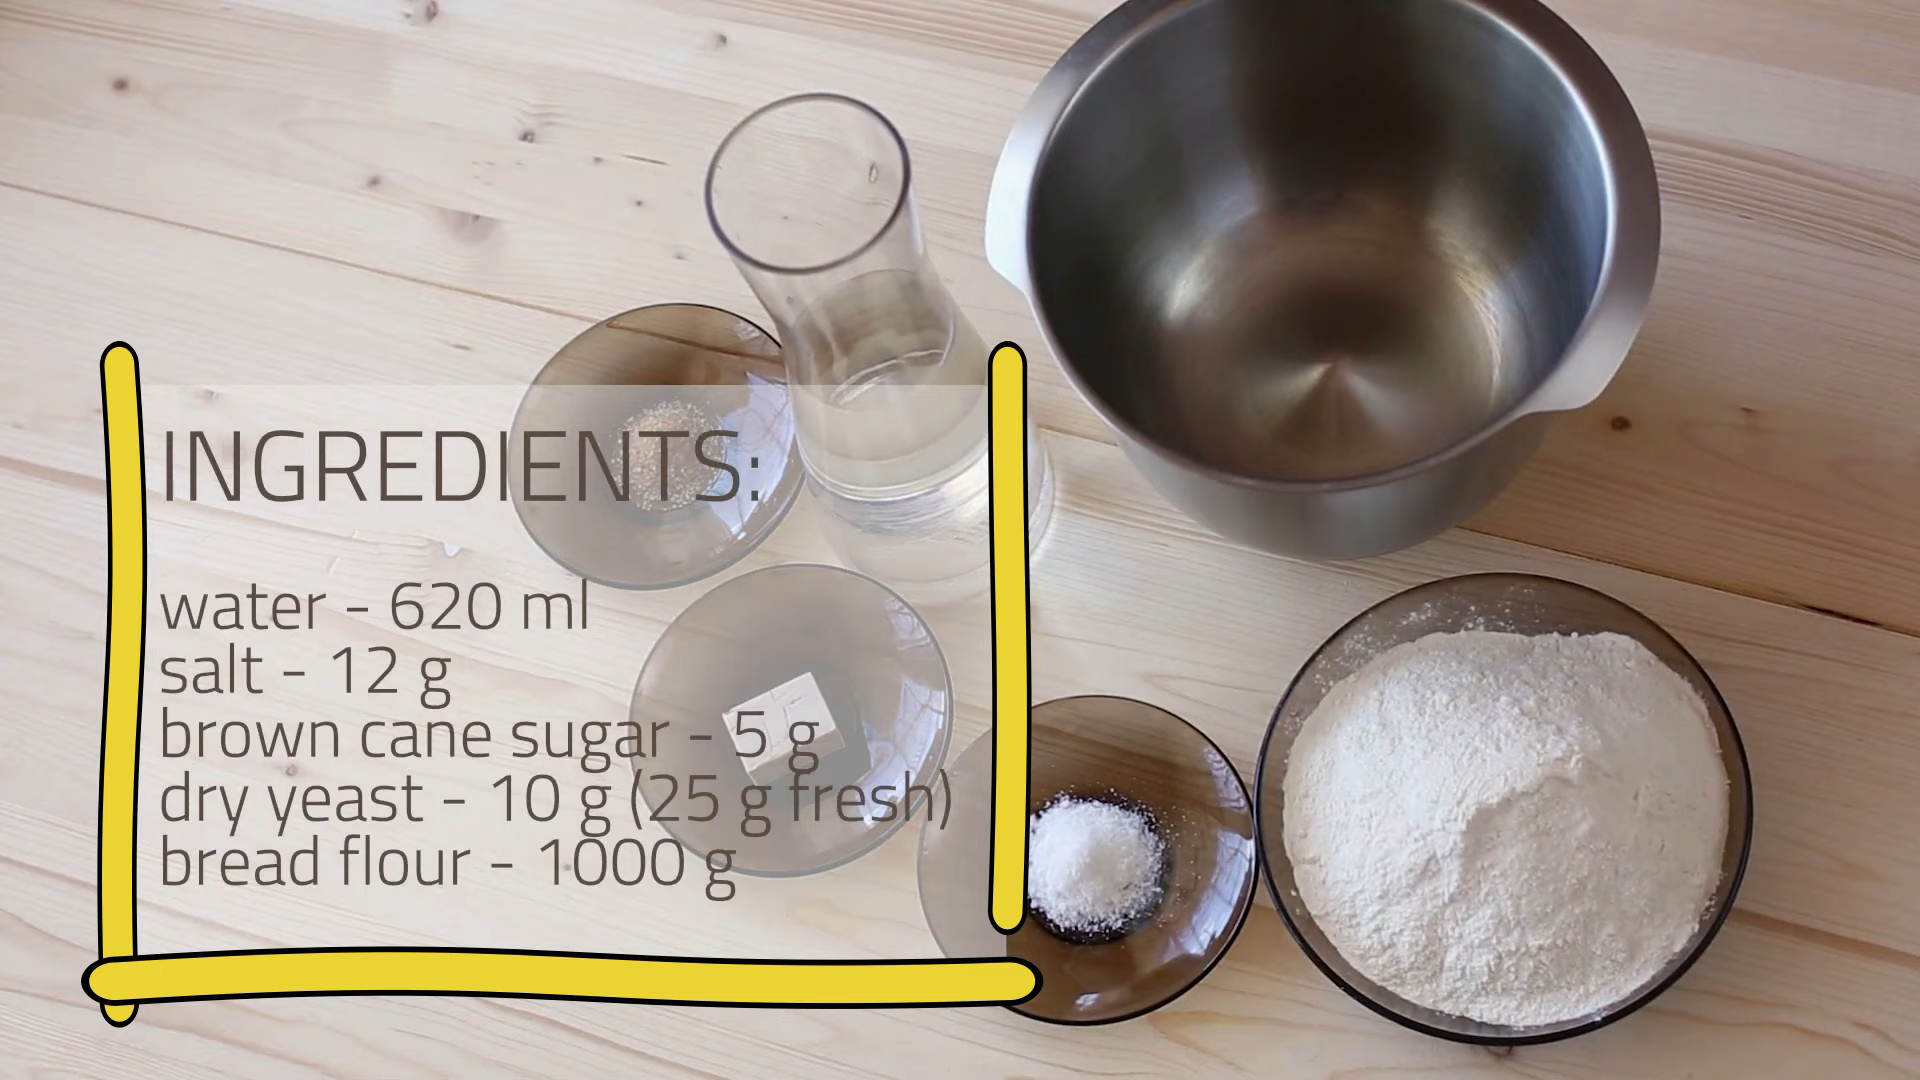 INGREDIENTS:
water - 620 ml
salt - 12 g
brown cane sugar - 5 g
dry yeast - 10 g (25 g fresh)
bread flour - 1000 g